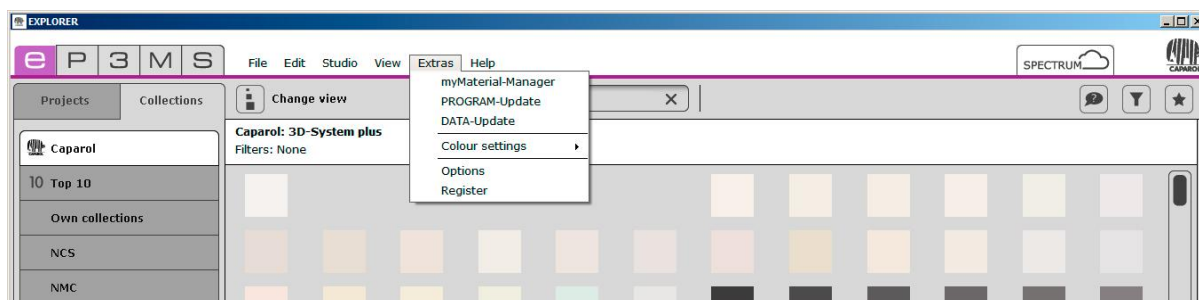 EXPLORER
e P 3 M S
File Edit Studio View Extras Help
SPECTRUM
CAPAROL
myMaterial-Manager
PROGRAM-Update
DATA-Update
Colour settings
Options
Register
Projects Collections
Change view
Caparol: 3D-System plus
Filters: None
Caparol
10 Top 10
Own collections
NCS
NMC